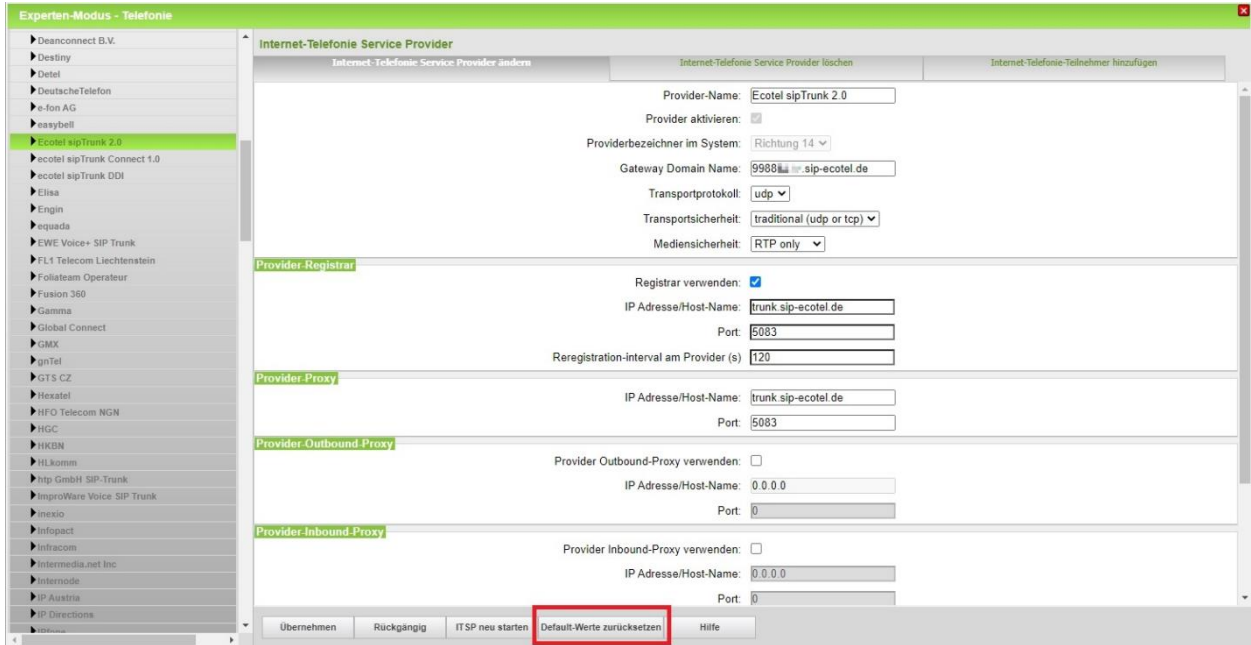 Experten-Modus - Telefonie
Deanconnect B.V.
Destiny
Detel
DeutscheTelefon
e-fon AG
easybell
Ecotel sipTrunk 2.0
ecotel sipTrunk Connect 1.0
ecotel sipTrunk DDI
Elisa
Engin
equada
EWE Voice+ SIP Trunk
FL1 Telecom Liechtenstein
Foliateam Operateur
Fusion 360
Gamma
Global Connect
GMX
gnTel
GTS CZ
Hexatel
HFO Telecom NGN
HGC
HKBN
HLkomm
htp GmbH SIP-Trunk
ImproWare Voice SIP Trunk
inexio
Infopact
Infracom
Intermedia.net Inc
Internode
IP Austria
IP Directions
Internet-Telefonie Service Provider
Internet-Telefonie Service Provider ändern Internet-Telefonie Service Provider löschen Internet-Telefonie-Teilnehmer hinzufügen
Provider-Name: Ecotel sipTrunk 2.0
Provider aktivieren:
Providerbezeichner im System: Richtung 14
Gateway Domain Name: 9988 .sip-ecotel.de
Transportprotokoll: udp
Transportsicherheit: traditional (udp or tcp)
Mediensicherheit: RTP only
Provider-Registrar
Registrar verwenden:
IP Adresse/Host-Name: trunk.sip-ecotel.de
Port: 5083
Reregistration-interval am Provider (s) 120
Provider-Proxy
IP Adresse/Host-Name: trunk.sip-ecotel.de
Port: 5083
Provider-Outbound-Proxy
Provider Outbound-Proxy verwenden:
IP Adresse/Host-Name: 0.0.0.0
Port: 0
Provider-Inbound-Proxy
Provider Inbound-Proxy verwenden:
IP Adresse/Host-Name: 0.0.0.0
Port: 0
Übernehmen Rückgängig ITSP neu starten Default-Werte zurücksetzen Hilfe